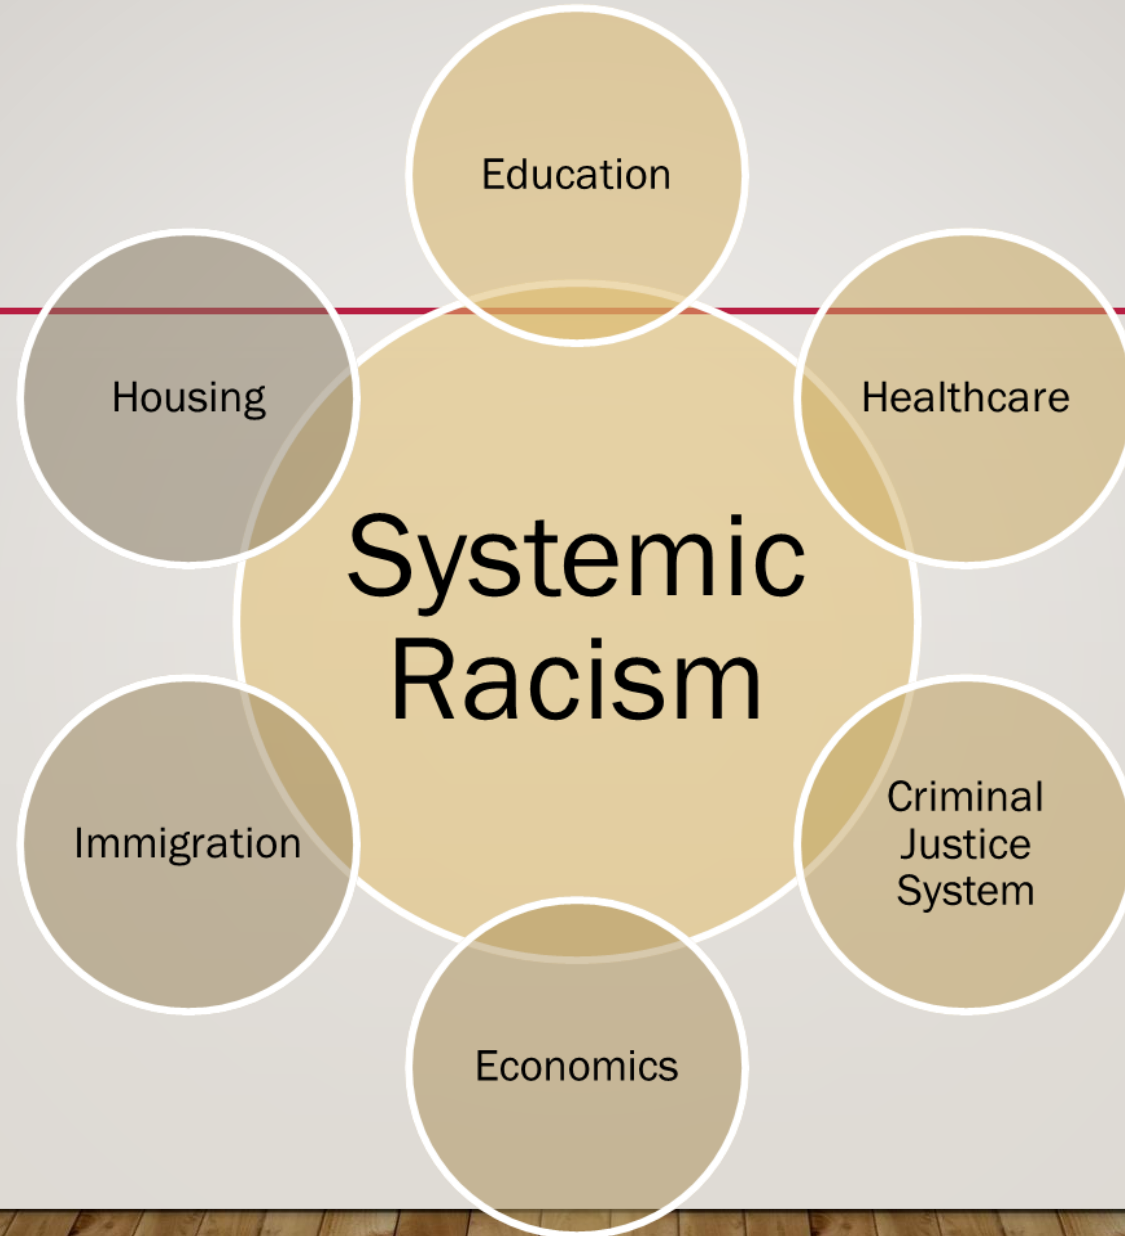 Education
Housing
Healthcare
Systemic
Racism
Immigration
Criminal
Justice
System
Economics